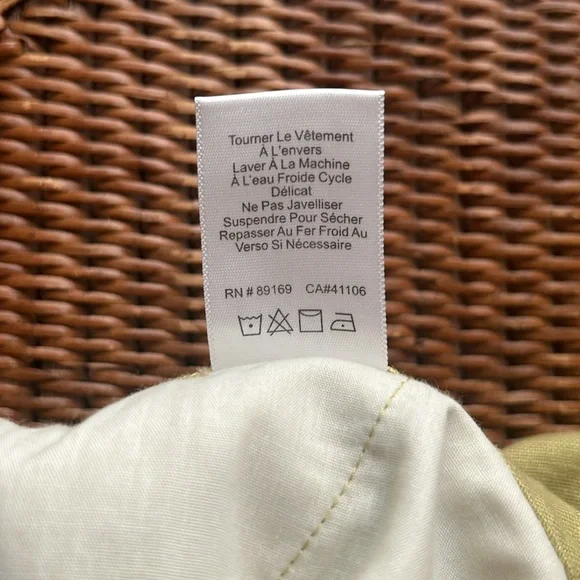 Tourner Le Vêtement
À L'envers
Laver À La Machine
À L'eau Froide Cycle
Délicat
Ne Pas Javelliser
Suspendre Pour Sécher
Repasser Au Fer Froid Au
Verso Si Nécessaire
RN # 89169 CA#41106